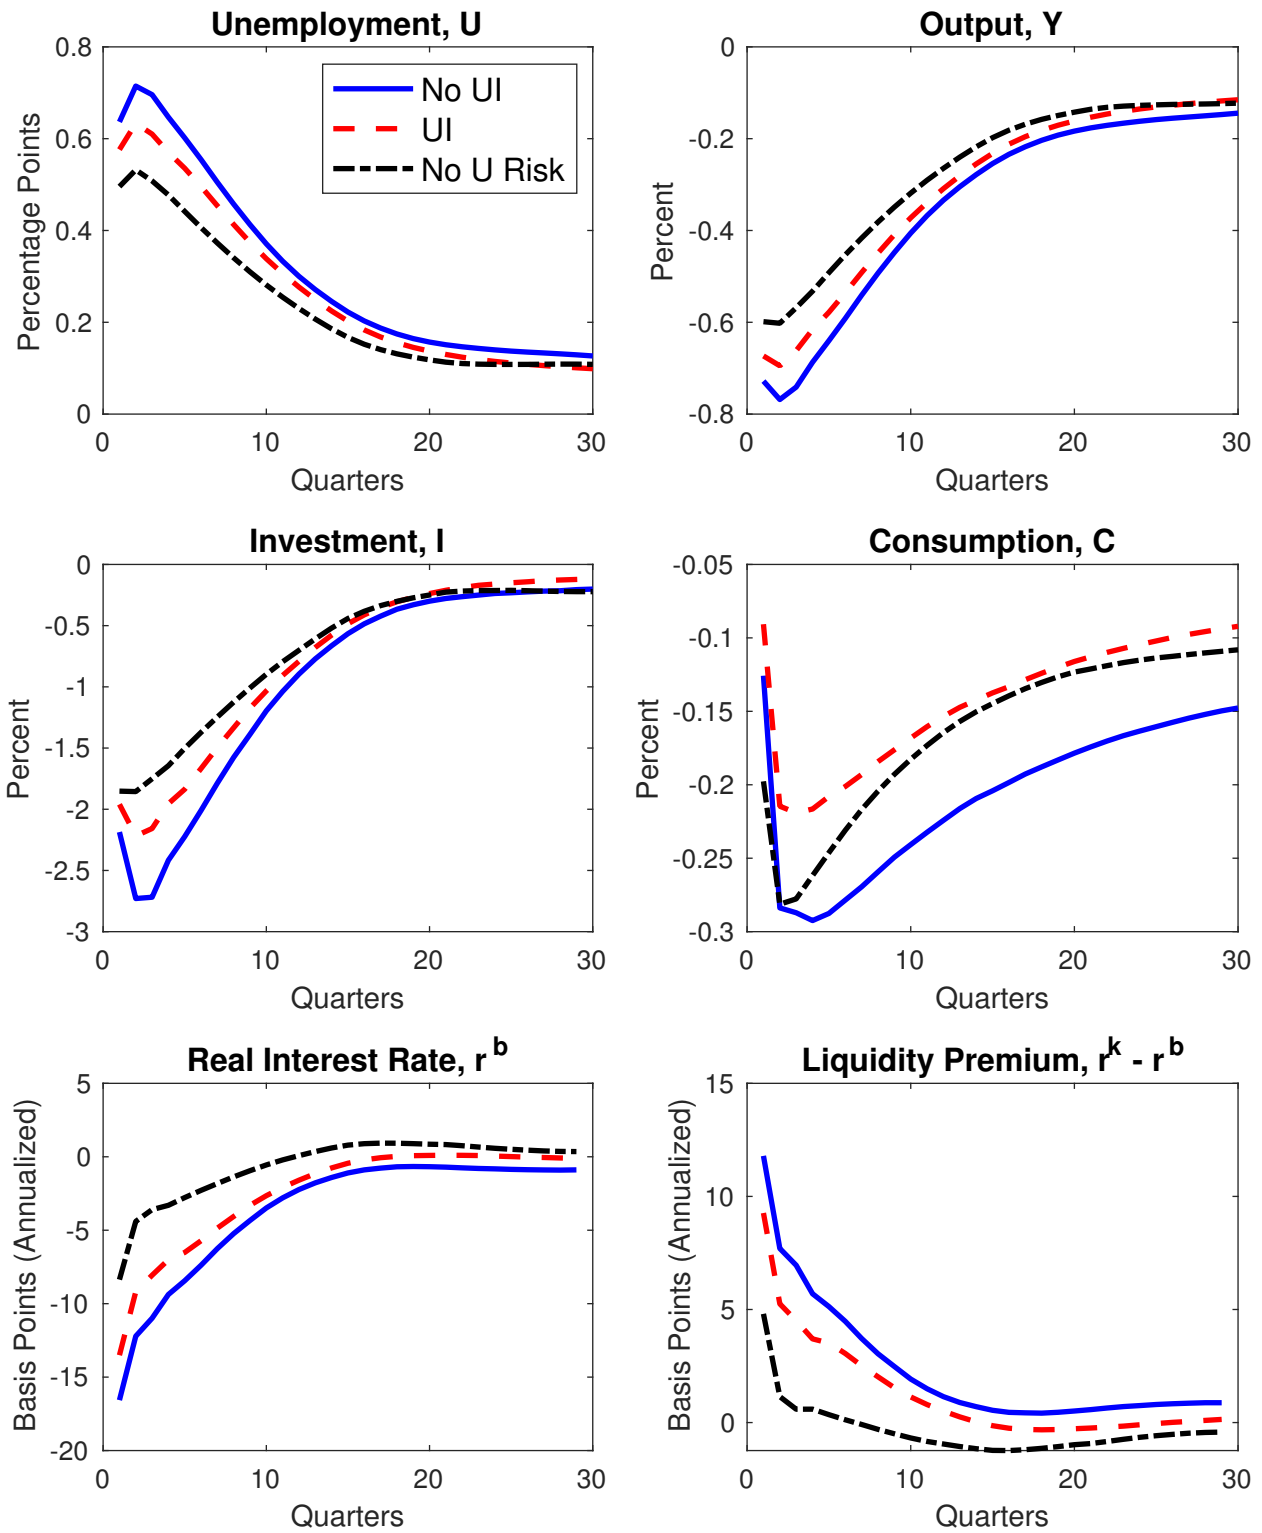 Unemployment, U
0.8
0.6
0.4
0.2
0
Percentage Points
No UI
UI
No U Risk
0
10
20
30
Quarters
Output, Y
0
-0.2
-0.4
-0.6
-0.8
Percent
0
10
20
30
Quarters
Investment, I
0
-0.5
-1
-1.5
-2
-2.5
-3
Percent
0
10
20
30
Quarters
Consumption, C
-0.05
-0.1
-0.15
-0.2
-0.25
-0.3
Percent
0
10
20
30
Quarters
Real Interest Rate, r^b
5
0
-5
-10
-15
-20
Basis Points (Annualized)
0
10
20
30
Quarters
Liquidity Premium, r^k - r^b
15
10
5
0
Basis Points (Annualized)
0
10
20
30
Quarters